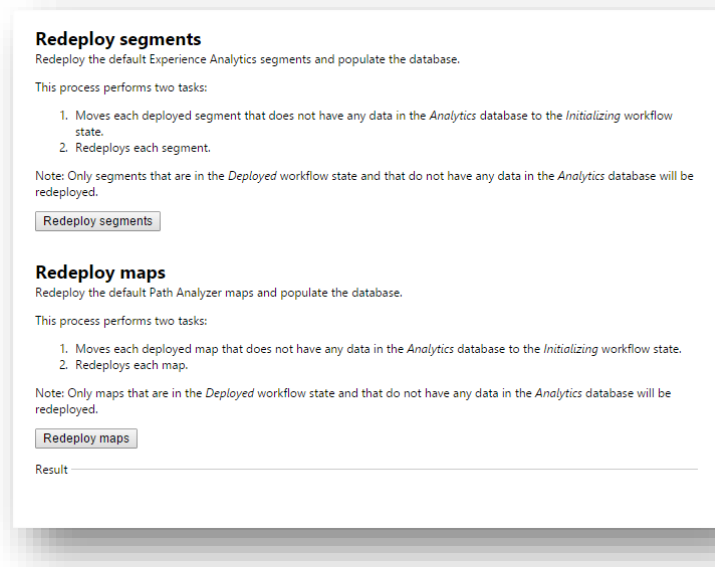 Redeploy segments
Redeploy the default Experience Analytics segments and populate the database.
This process performs two tasks:
1. Moves each deployed segment that does not have any data in the Analytics database to the Initializing workflow
state.
2. Redeploys each segment.
Note: Only segments that are in the Deployed workflow state and that do not have any data in the Analytics database will be
redeployed.
Redeploy segments
Redeploy maps
Redeploy the default Path Analyzer maps and populate the database.
This process performs two tasks:
1. Moves each deployed map that does not have any data in the Analytics database to the Initializing workflow state.
2. Redeploys each map.
Note: Only maps that are in the Deployed workflow state and that do not have any data in the Analytics database will be
redeployed.
Redeploy maps
Result